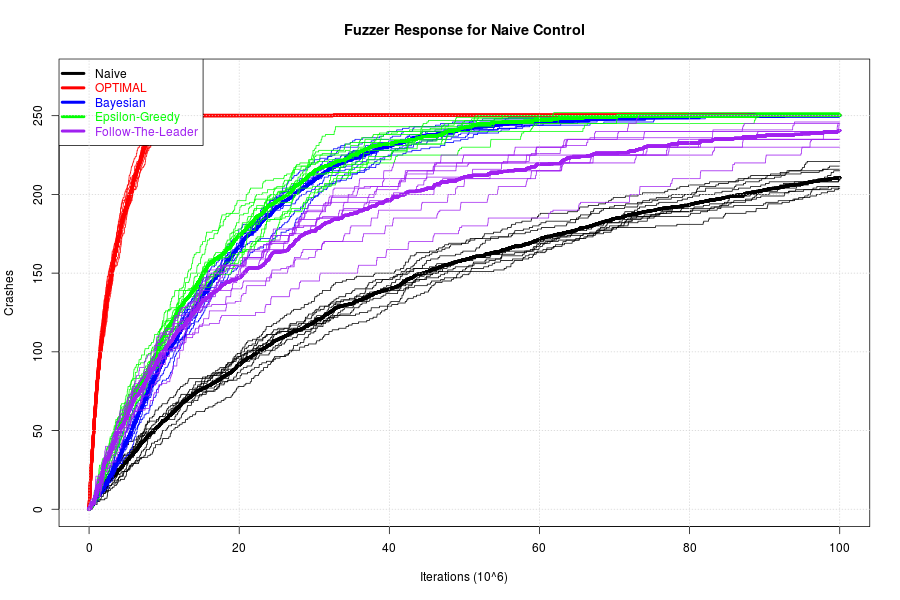 Fuzzer Response for Naive Control
Naive
OPTIMAL
Bayesian
Epsilon-Greedy
Follow-The-Leader
250
200
150
100
50
0
Crashes
0 20 40 60 80 100
Iterations (10^6)